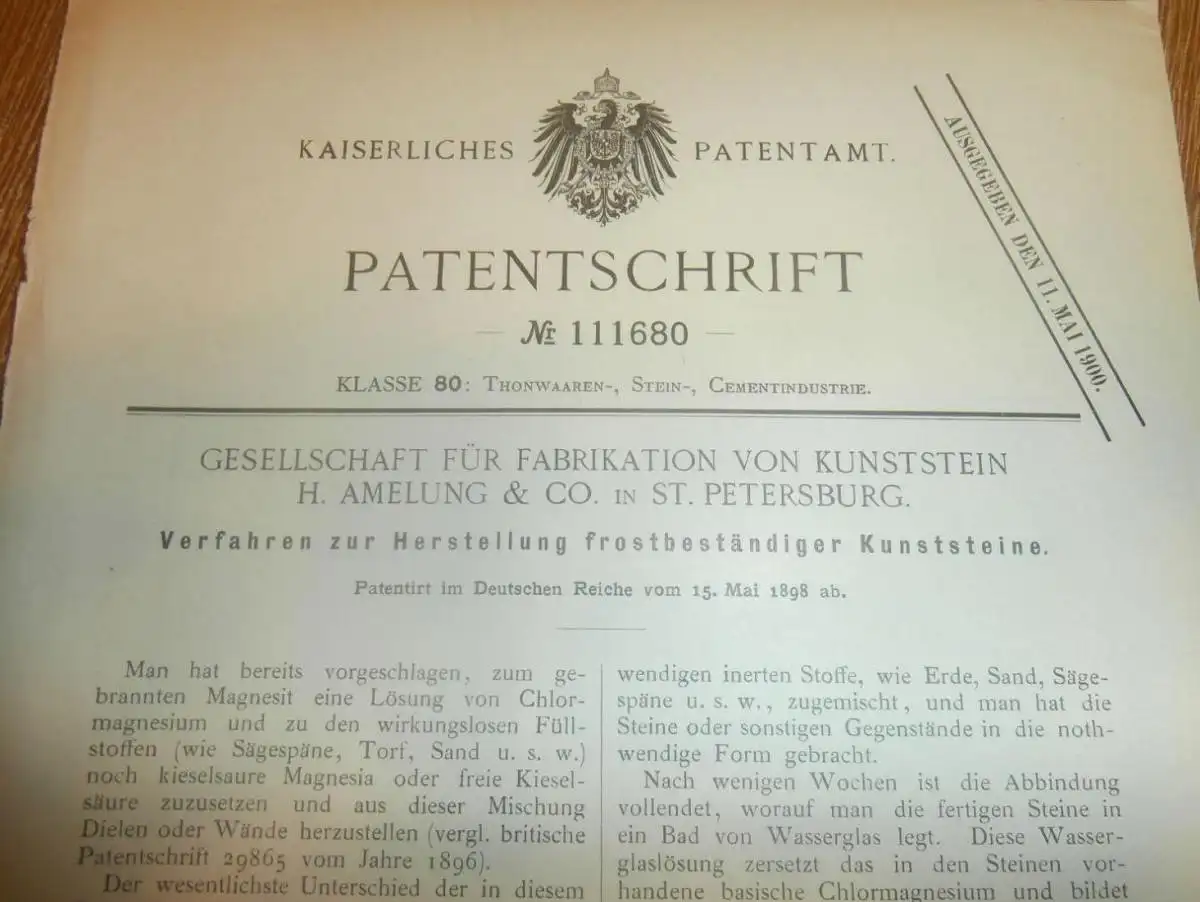 KAISERLICHES PATENTAMT.
AUSGEGEBEN DEN 11. MAI 1900.
PATENTSCHRIFT
— № 111680 —
KLASSE 80: THONWAAREN-, STEIN-, CEMENTINDUSTRIE.
GESELLSCHAFT FÜR FABRIKATION VON KUNSTSTEIN
H. AMELUNG & CO. IN ST. PETERSBURG.
Verfahren zur Herstellung frostbeständiger Kunststeine.
Patentirt im Deutschen Reiche vom 15. Mai 1898 ab.
Man hat bereits vorgeschlagen, zum ge-
brannten Magnesit eine Lösung von Chlor-
magnesium und zu den wirkungslosen Füll-
stoffen (wie Sägespäne, Torf, Sand u. s. w.)
noch kieselsaure Magnesia oder freie Kiesel-
säure zuzusetzen und aus dieser Mischung
Dielen oder Wände herzustellen (vergl. britische
Patentschrift 29865 vom Jahre 1896).
Der wesentlichste Unterschied der in diesem
wendigen inerten Stoffe, wie Erde, Sand, Säge-
späne u. s. w., zugemischt, und man hat die
Steine oder sonstigen Gegenstände in die noth-
wendige Form gebracht.
Nach wenigen Wochen ist die Abbindung
vollendet, worauf man die fertigen Steine in
ein Bad von Wasserglas legt. Diese Wasser-
glaslösung zersetzt das in den Steinen vor-
handene basische Chlormagnesium und bildet